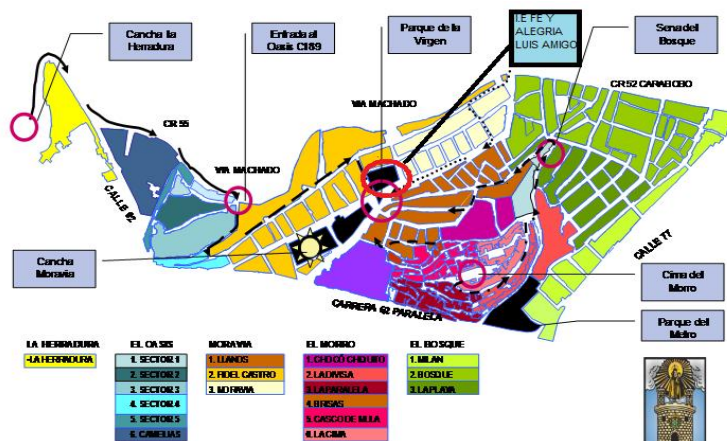 Cancha la
Herradura
Entrada al
Oasis C189
Parque de la
Virgen
I.E FE Y
ALEGRIA
LUIS AMIGO
Sena del
Bosque
CR 55
VIA MACHADO
VIA MACHADO
CR 52 CARABOBO
CALLE 82
CALLE 77
CARRERA 62 PARALELA
Cancha
Moravia
Cima del
Morro
Parque del
Metro
LA HERRADURA
-LA HERRADURA
EL OASIS
1. SECTOR 1
2. SECTOR 2
3. SECTOR 3
4. SECTOR 4
5. SECTOR 5
6. CAMELIAS
MORAVIA
1. LLANOS
2. FIDEL CASTRO
3. MORAVIA
EL MORRO
1. CHOCÓ CHIQUITO
2. LA DIVISA
3. LA PARALELA
4. BRISAS
5. CASCO DE MULA
6. LA CIMA
EL BOSQUE
1. MILAN
2. BOSQUE
3. LA PLAYA